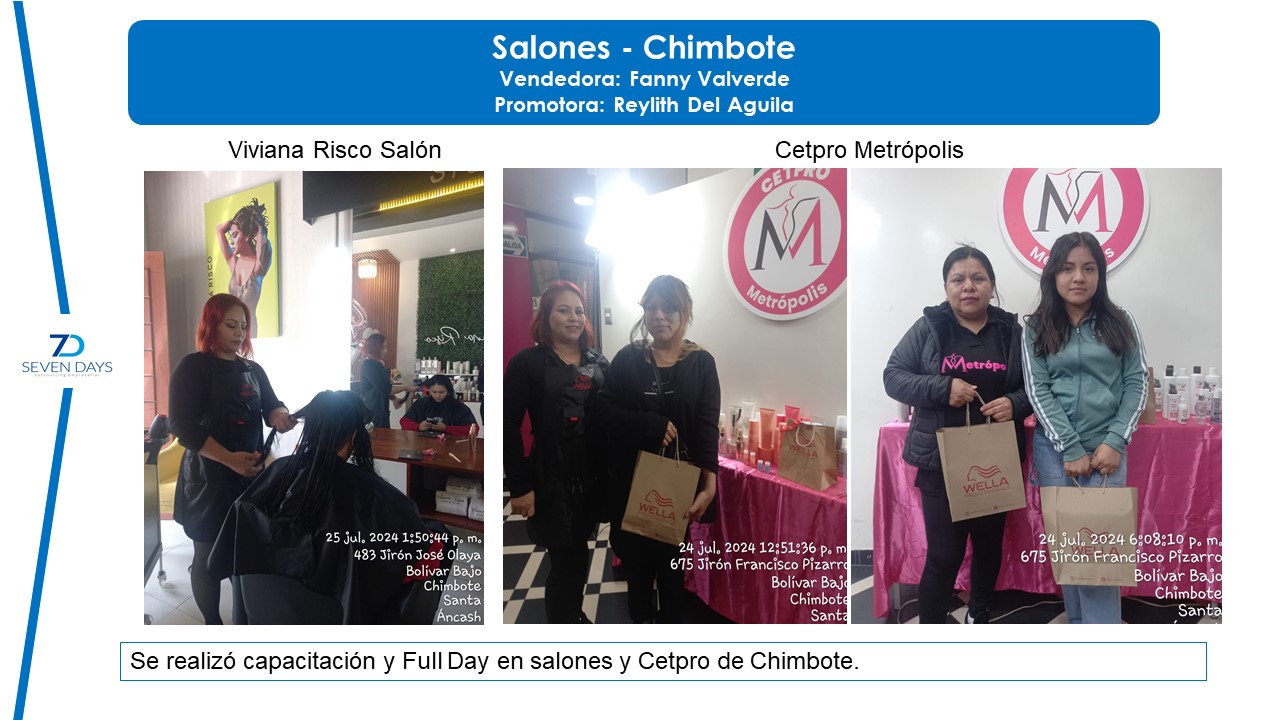 Salones - Chimbote
Vendedora: Fanny Valverde
Promotora: Reylith Del Aguila
Viviana Risco Salón
Cetpro Metrópolis
7D
SEVEN DAYS
A RISCO
25 jul. 2024 1:50:44 p. m.
483 Jirón José Olaya
Bolívar Bajo
Chimbote
Santa
Áncash
SALIDA
CETPRO
M
Metrópolis
WELLA
WELLA
24 jul. 2024 12:51:36 p. m
675 Jirón Francisco Pizarro
Bolívar Bajo
Chimbote
Santa
M
Metrópo
WELLA
24 jul. 2024 6:08:10 p. m.
675 Jirón Francisco Pizarro
Bolívar Bajo
Chimbote
Santa
Se realizó capacitación y Full Day en salones y Cetpro de Chimbote.